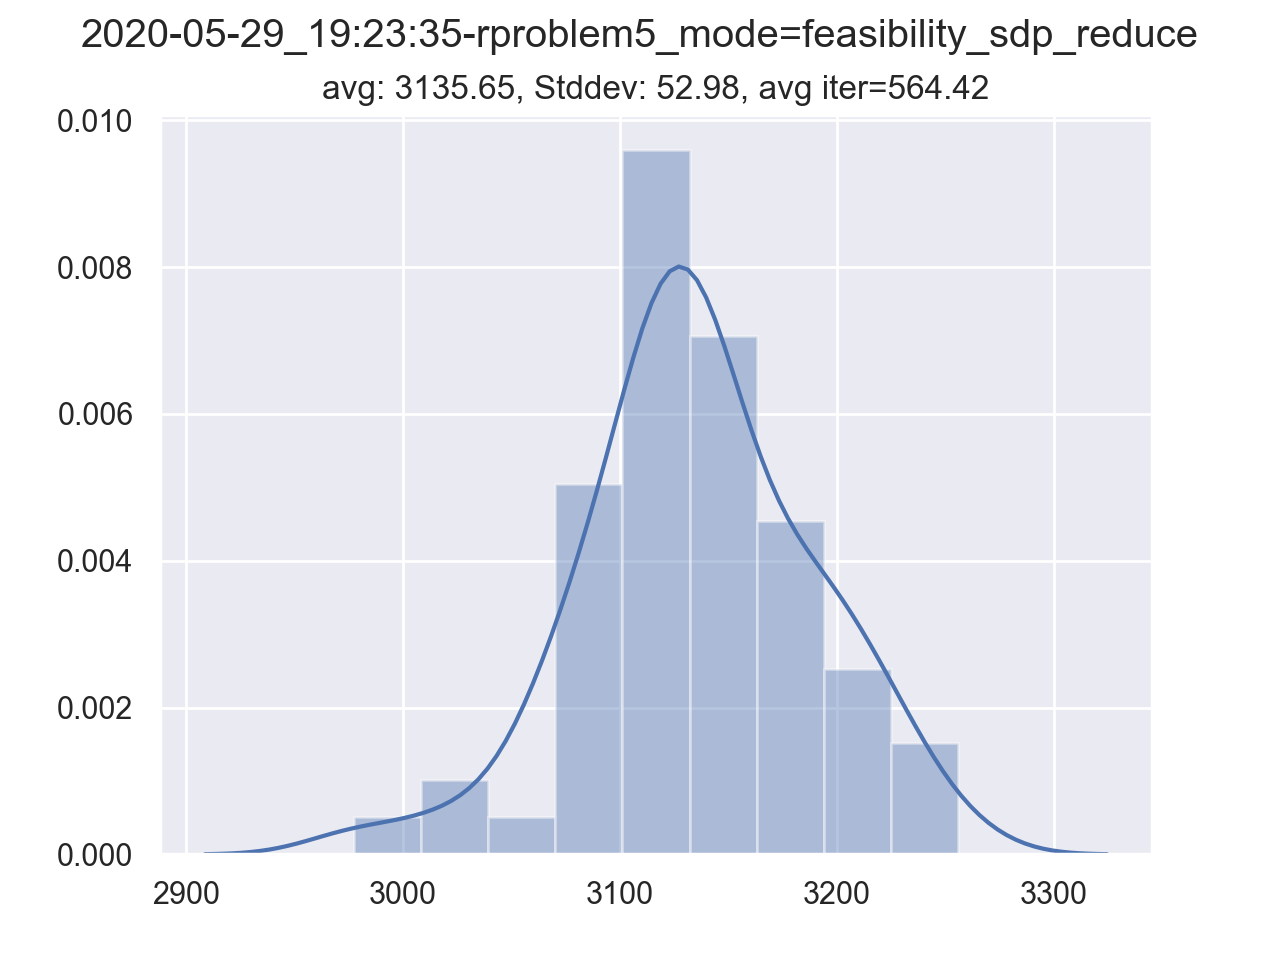 2020-05-29_19:23:35-rproblem5_mode=feasibility_sdp_reduce
avg: 3135.65, Stddev: 52.98, avg iter=564.42
0.010
0.008
0.006
0.004
0.002
0.000
2900 3000 3100 3200 3300